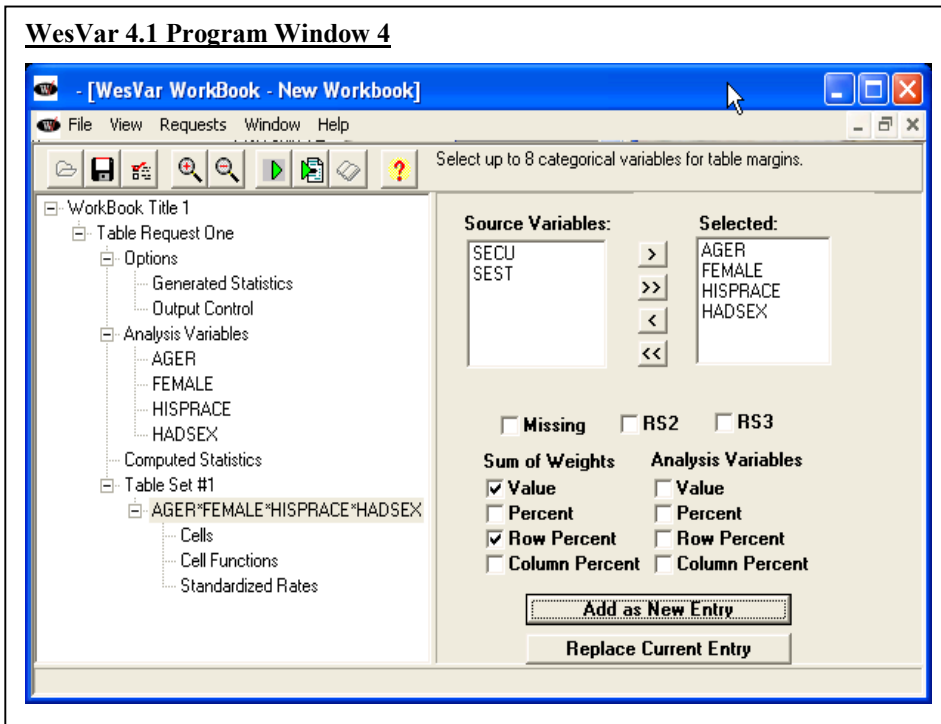 WesVar 4.1 Program Window 4
- [WesVar WorkBook - New Workbook]
File View Requests Window Help
Select up to 8 categorical variables for table margins.
WorkBook Title 1
Table Request One
Options
Generated Statistics
Output Control
Analysis Variables
AGER
FEMALE
HISPRACE
HADSEX
Computed Statistics
Table Set #1
AGER*FEMALE*HISPRACE*HADSEX
Cells
Cell Functions
Standardized Rates
Source Variables: Selected:
SECU
SEST
>
>>
<
<<
AGER
FEMALE
HISPRACE
HADSEX
Missing RS2 RS3
Sum of Weights Analysis Variables
Value Value
Percent Percent
Row Percent Row Percent
Column Percent Column Percent
Add as New Entry
Replace Current Entry